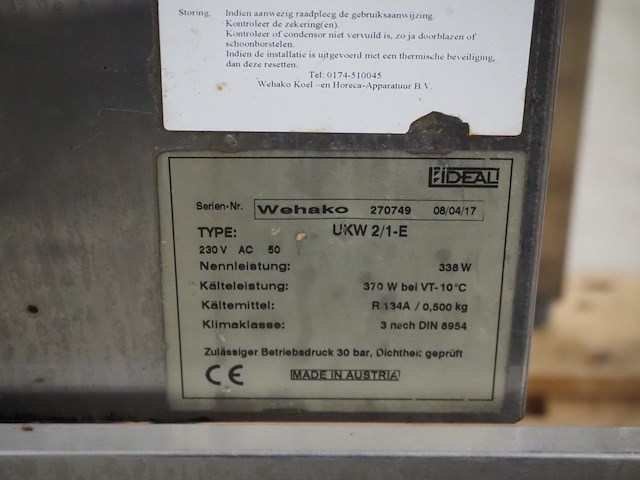 Storing: Indien aanwezig raadpleeg de gebruiksaanwijzing.
Kontroleer de zekering(en).
Kontroleer of condensor niet vervuild is, zo ja doorblazen of
schoonborstelen.
Indien de installatie is uitgevoerd met een thermische beveiliging,
dan deze resetten.
Tel: 0174-510045
Wehako Koel -en Horeca-Apparatuur B.V.
IDEAL
Serien-Nr. Wehako 270749 08/04/17
TYPE: UKW 2/1-E
230 V AC 50
Nennleistung: 338 W
Kälteleistung: 370 W bei VT-10°C
Kältemittel: R 134A / 0,500 kg
Klimaklasse: 3 nach DIN 8954
Zulässiger Betriebsdruck 30 bar, Dichtheit geprüft
CE MADE IN AUSTRIA